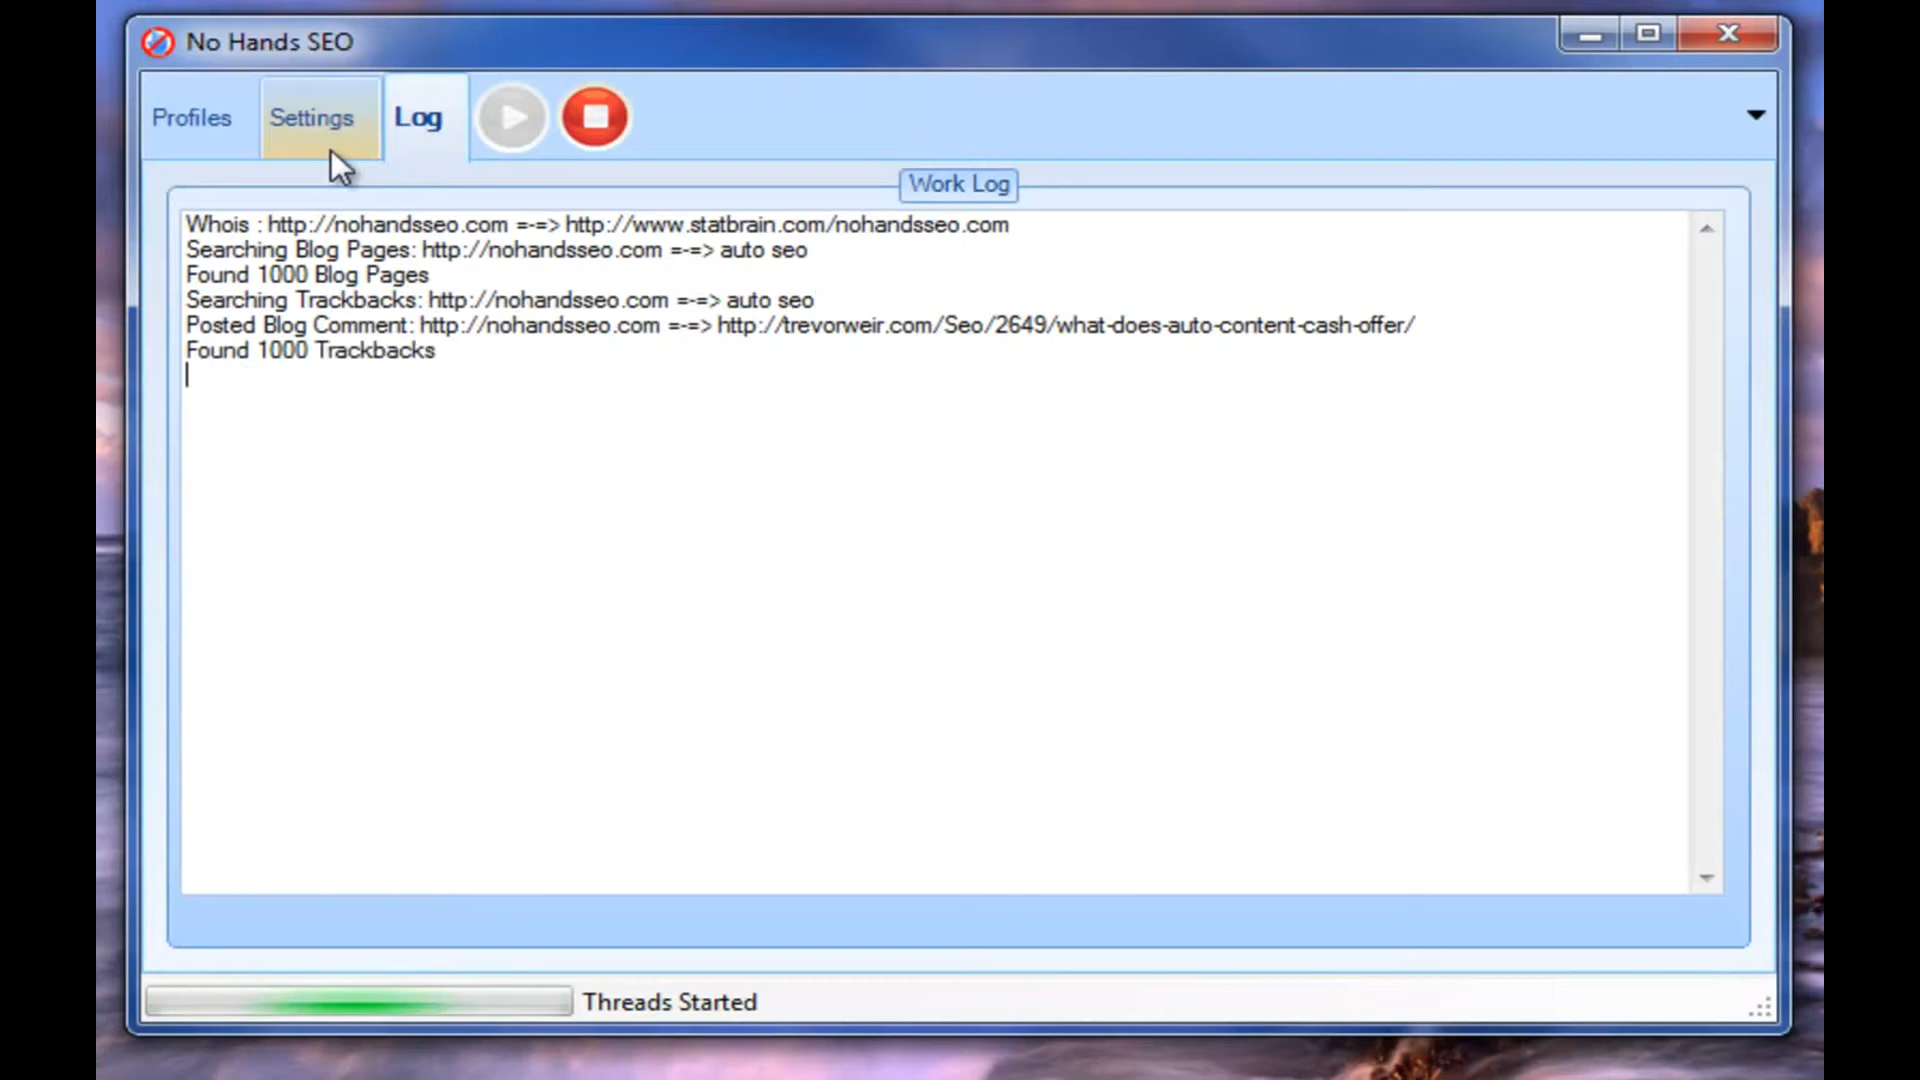 No Hands SEO
Profiles Settings Log
Work Log
Whois : http://nohandsseo.com =-=> http://www.statbrain.com/nohandsseo.com
Searching Blog Pages: http://nohandsseo.com =-=> auto seo
Found 1000 Blog Pages
Searching Trackbacks: http://nohandsseo.com =-=> auto seo
Posted Blog Comment: http://nohandsseo.com =-=> http://trevorweir.com/Seo/2649/what-does-auto-content-cash-offer/
Found 1000 Trackbacks
Threads Started